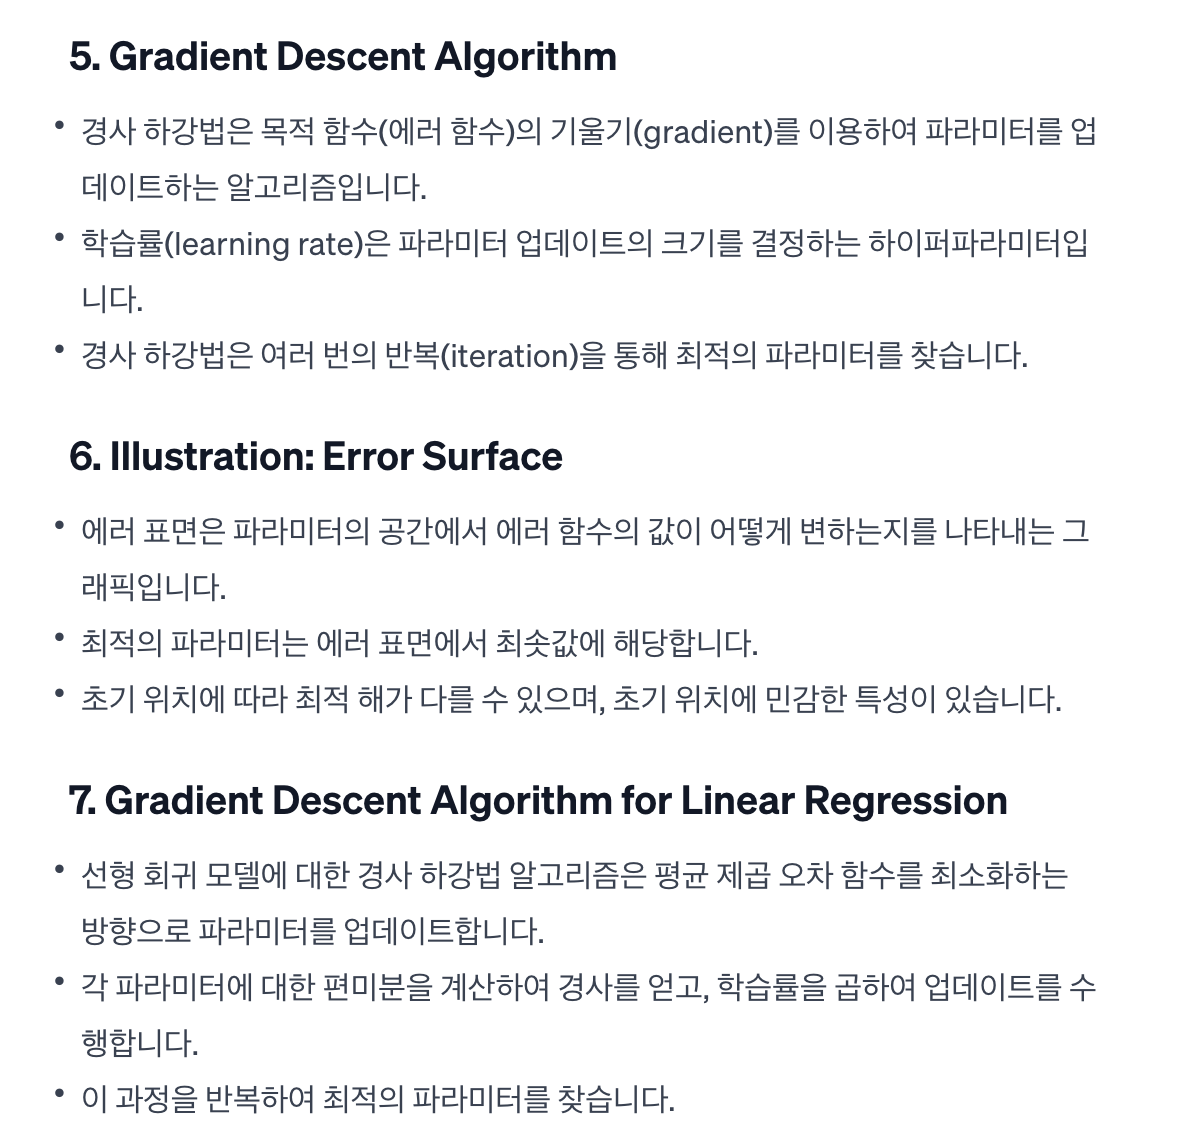 5. Gradient Descent Algorithm
• 경사 하강법은 목적 함수(에러 함수)의 기울기(gradient)를 이용하여 파라미터를 업
데이트하는 알고리즘입니다.
• 학습률(learning rate)은 파라미터 업데이트의 크기를 결정하는 하이퍼파라미터입
니다.
• 경사 하강법은 여러 번의 반복(iteration)을 통해 최적의 파라미터를 찾습니다.
6. Illustration: Error Surface
• 에러 표면은 파라미터의 공간에서 에러 함수의 값이 어떻게 변하는지를 나타내는 그
래픽입니다.
• 최적의 파라미터는 에러 표면에서 최솟값에 해당합니다.
• 초기 위치에 따라 최적 해가 다를 수 있으며, 초기 위치에 민감한 특성이 있습니다.
7. Gradient Descent Algorithm for Linear Regression
• 선형 회귀 모델에 대한 경사 하강법 알고리즘은 평균 제곱 오차 함수를 최소화하는
방향으로 파라미터를 업데이트합니다.
• 각 파라미터에 대한 편미분을 계산하여 경사를 얻고, 학습률을 곱하여 업데이트를 수
행합니다.
• 이 과정을 반복하여 최적의 파라미터를 찾습니다.